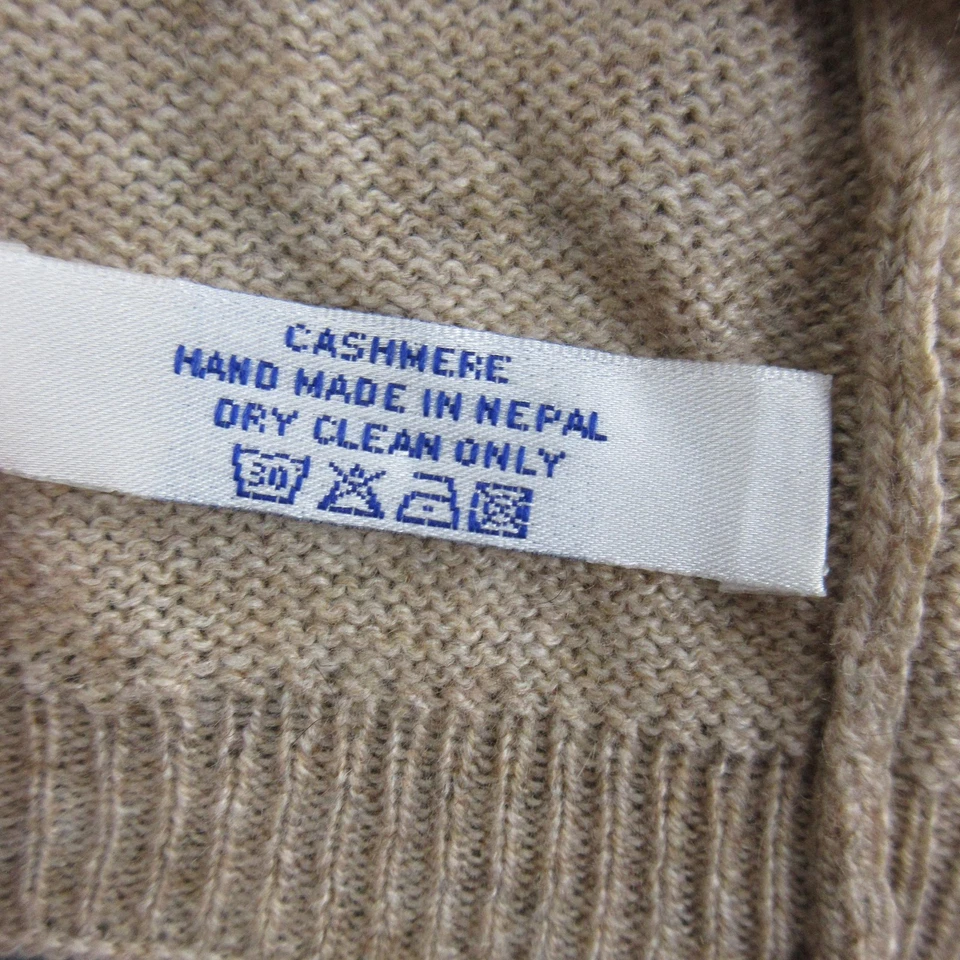 CASHMERE
HAND MADE IN NEPAL
DRY CLEAN ONLY
30